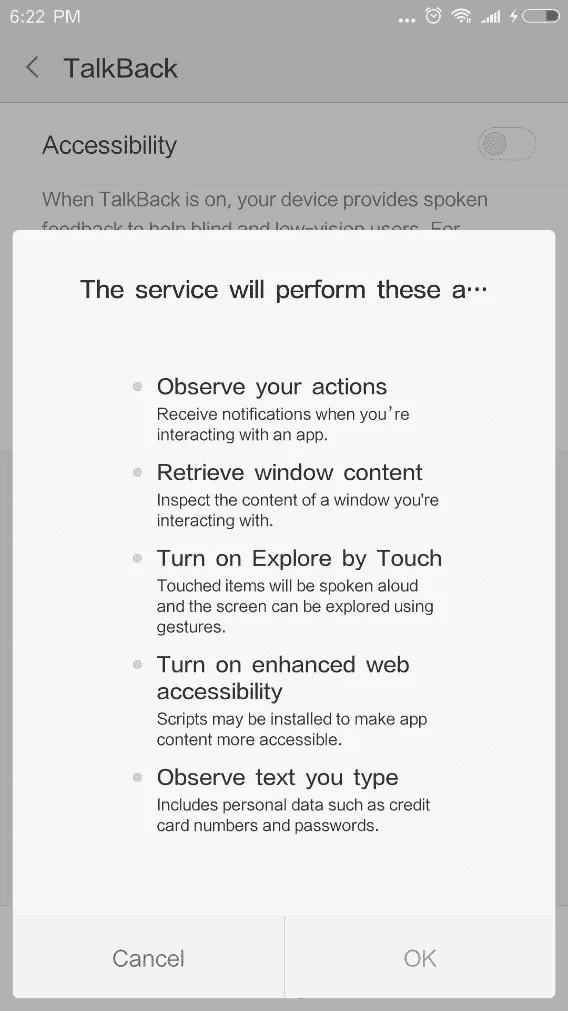 6:22 PM
TalkBack
Accessibility
When TalkBack is on, your device provides spoken
feedback to help blind and low-vision users. For
The service will perform these a…
Observe your actions
Receive notifications when you're
interacting with an app.
Retrieve window content
Inspect the content of a window you're
interacting with.
Turn on Explore by Touch
Touched items will be spoken aloud
and the screen can be explored using
gestures.
Turn on enhanced web
accessibility
Scripts may be installed to make app
content more accessible.
Observe text you type
Includes personal data such as credit
card numbers and passwords.
Cancel
OK